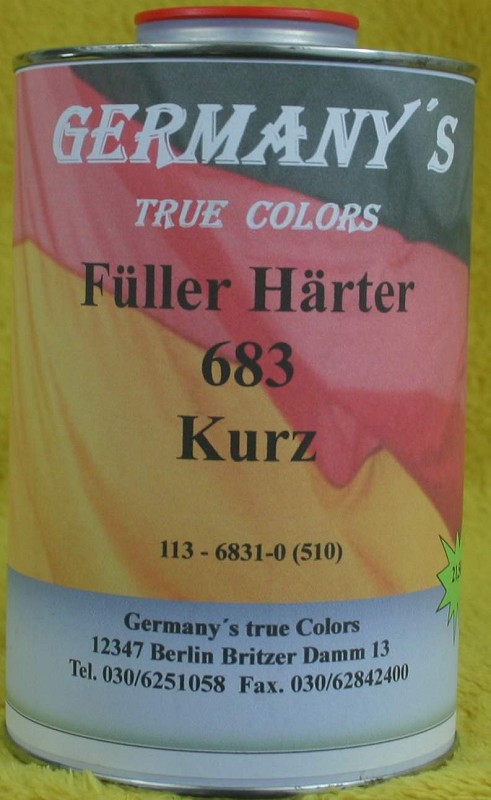 GERMANY´S
TRUE COLORS
Füller Härter
683
Kurz
113 - 6831-0 (510)
Germany´s true Colors
12347 Berlin Britzer Damm 13
Tel. 030/6251058 Fax. 030/62842400